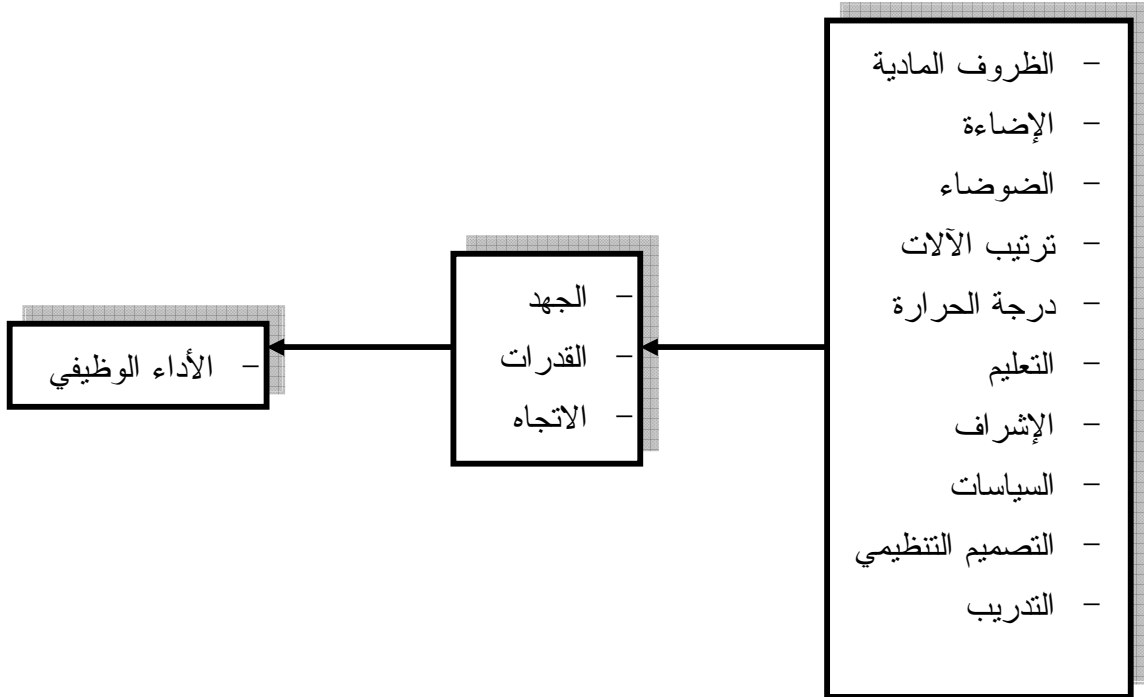 - الظروف المادية
- الإضاءة
- الضوضاء
- ترتيب الآلات
- درجة الحرارة
- التعليم
- الإشراف
- السياسات
- التصميم التنظيمي
- التدريب
- الجهد
- القدرات
- الاتجاه
- الأداء الوظيفي